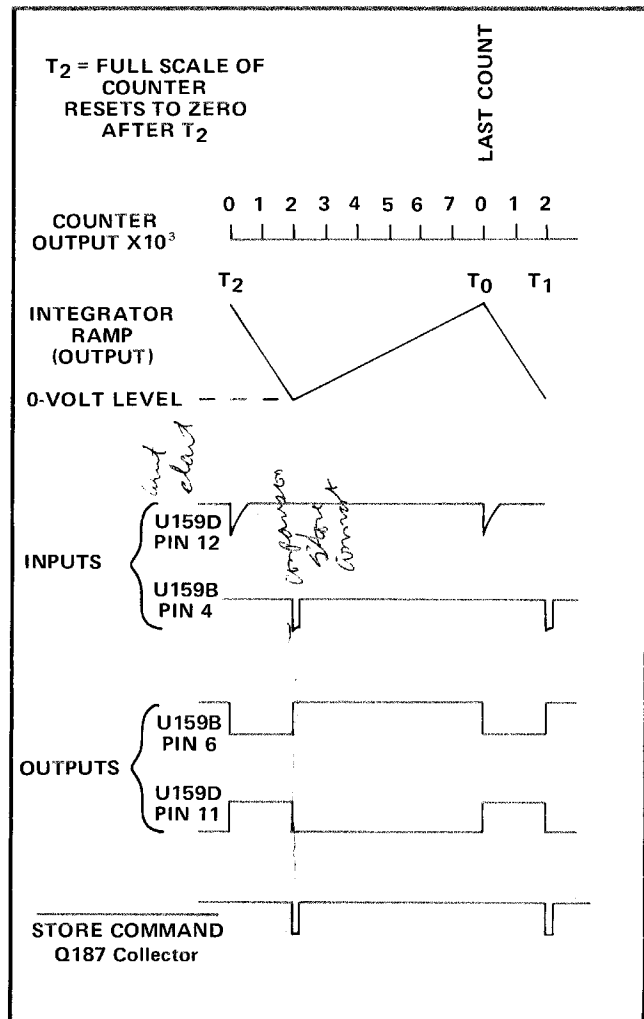 T2 = FULL SCALE OF
COUNTER
RESETS TO ZERO
AFTER T2
LAST COUNT
0 1 2 3 4 5 6 7 0 1 2
COUNTER
OUTPUT X10³
T2 T0 T1
INTEGRATOR
RAMP
(OUTPUT)
0-VOLT LEVEL
comparison
store
INPUTS
U159D
PIN 12
U159B
PIN 4
OUTPUTS
U159B
PIN 6
U159D
PIN 11
STORE COMMAND
Q187 Collector